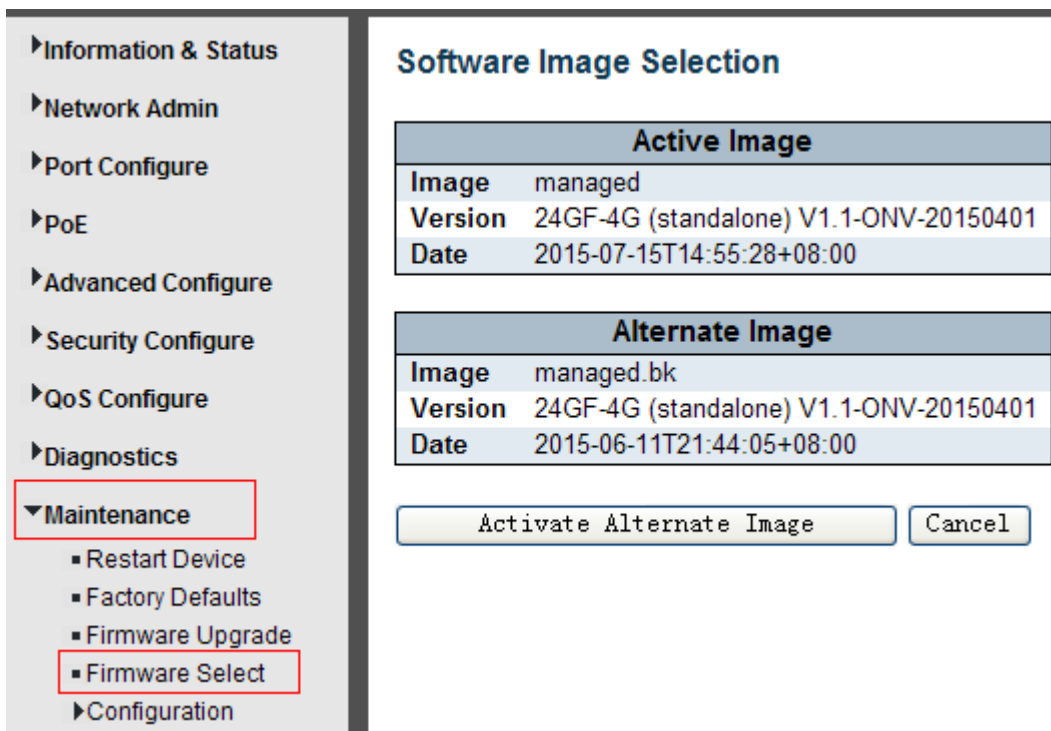 Information & Status
Network Admin
Port Configure
PoE
Advanced Configure
Security Configure
QoS Configure
Diagnostics
Maintenance
Restart Device
Factory Defaults
Firmware Upgrade
Firmware Select
Configuration
Software Image Selection
Active Image
Image managed
Version 24GF-4G (standalone) V1.1-ONV-20150401
Date 2015-07-15T14:55:28+08:00
Alternate Image
Image managed.bk
Version 24GF-4G (standalone) V1.1-ONV-20150401
Date 2015-06-11T21:44:05+08:00
Activate Alternate Image Cancel